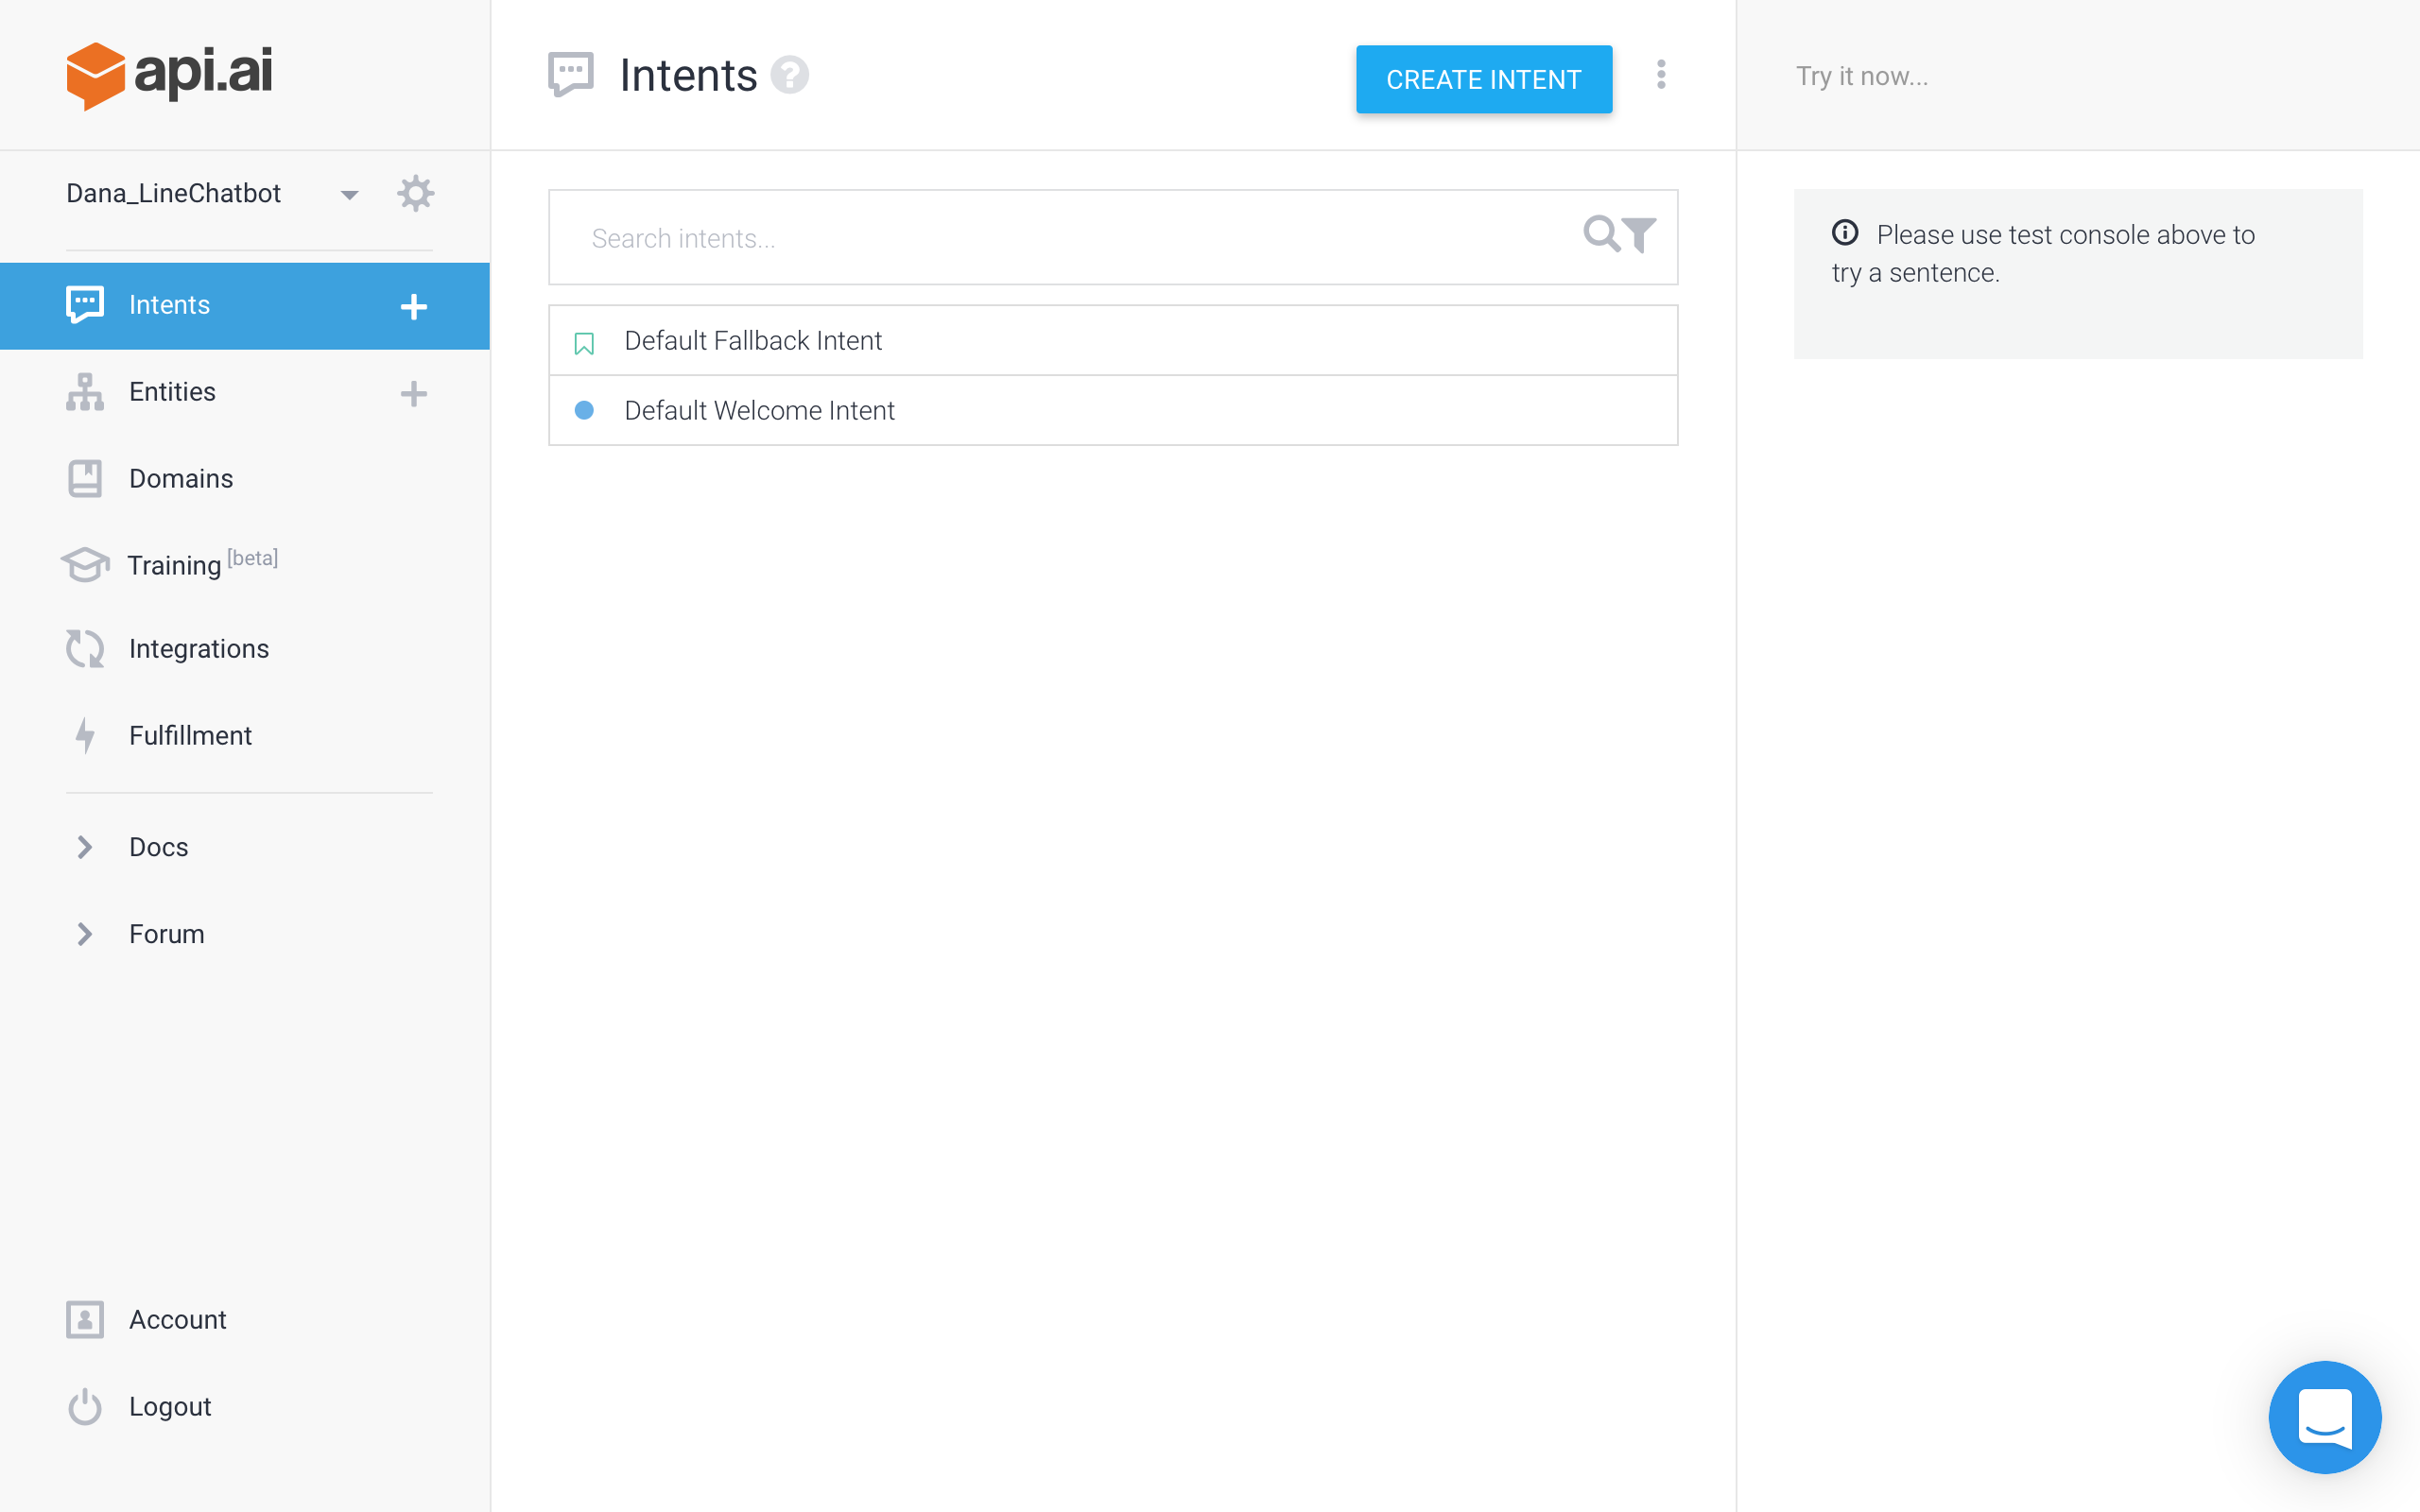 api.ai
Dana_LineChatbot
Intents
Entities
Domains
Training [beta]
Integrations
Fulfillment
Docs
Forum
Account
Logout
Intents ?
CREATE INTENT
Search intents...
Default Fallback Intent
Default Welcome Intent
Try it now...
Please use test console above to
try a sentence.